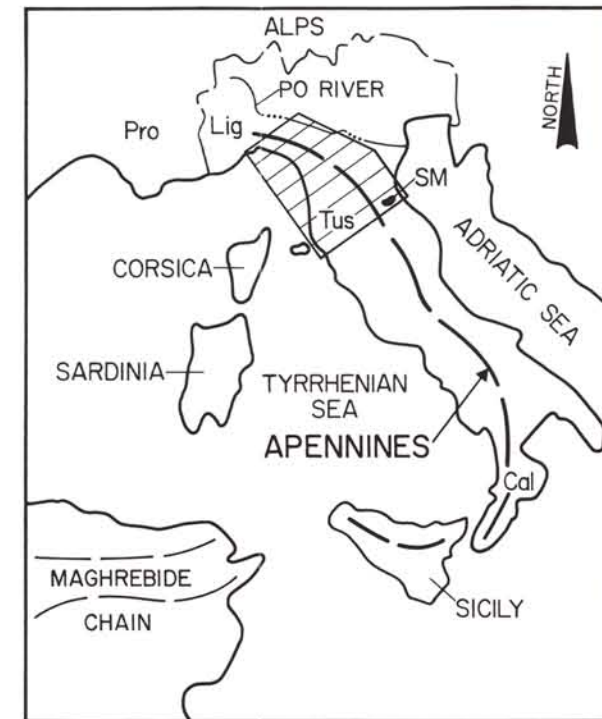 ALPS
PO RIVER
NORTH
Pro
Lig
SM
Tus
ADRIATIC SEA
CORSICA
SARDINIA
TYRRHENIAN
SEA
APENNINES
Cal
MAGHREBIDE
CHAIN
SICILY